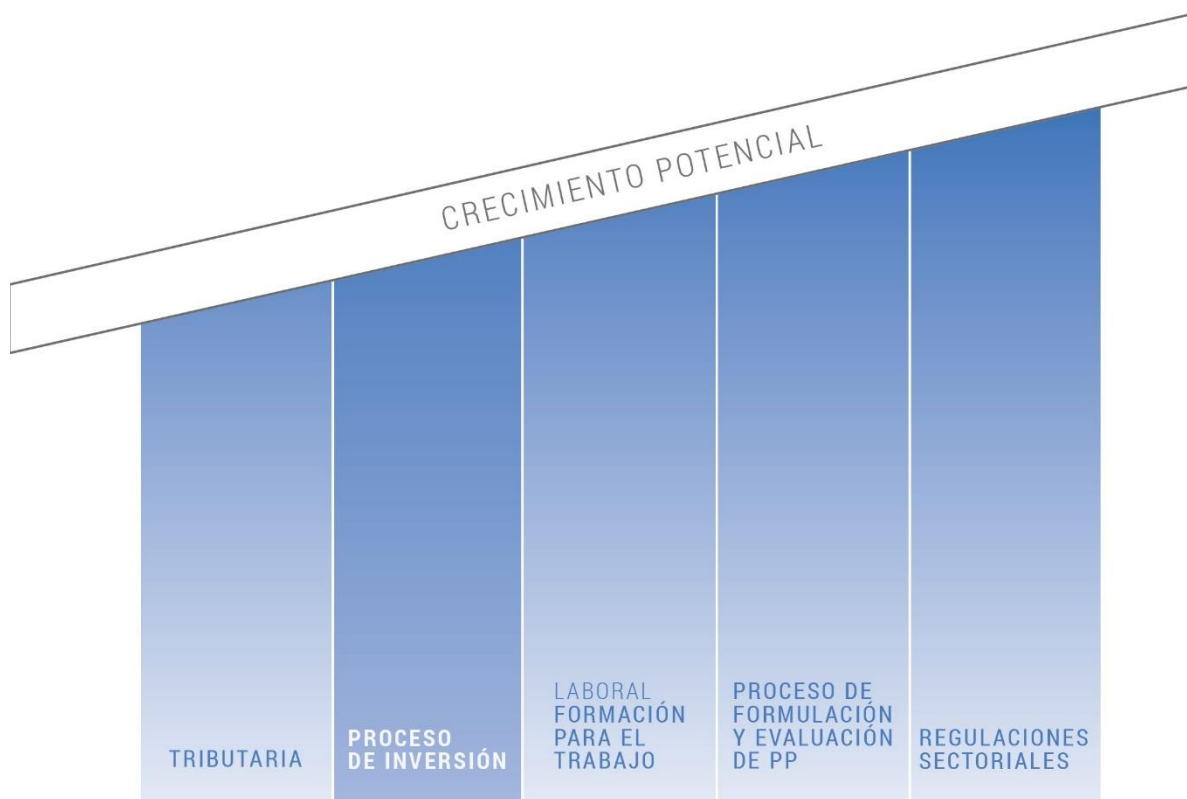 CRECIMIENTO POTENCIAL
TRIBUTARIA
PROCESO
DE INVERSIÓN
LABORAL
FORMACIÓN
PARA EL
TRABAJO
PROCESO DE
FORMULACIÓN
Y EVALUACIÓN
DE PP
REGULACIONES
SECTORIALES